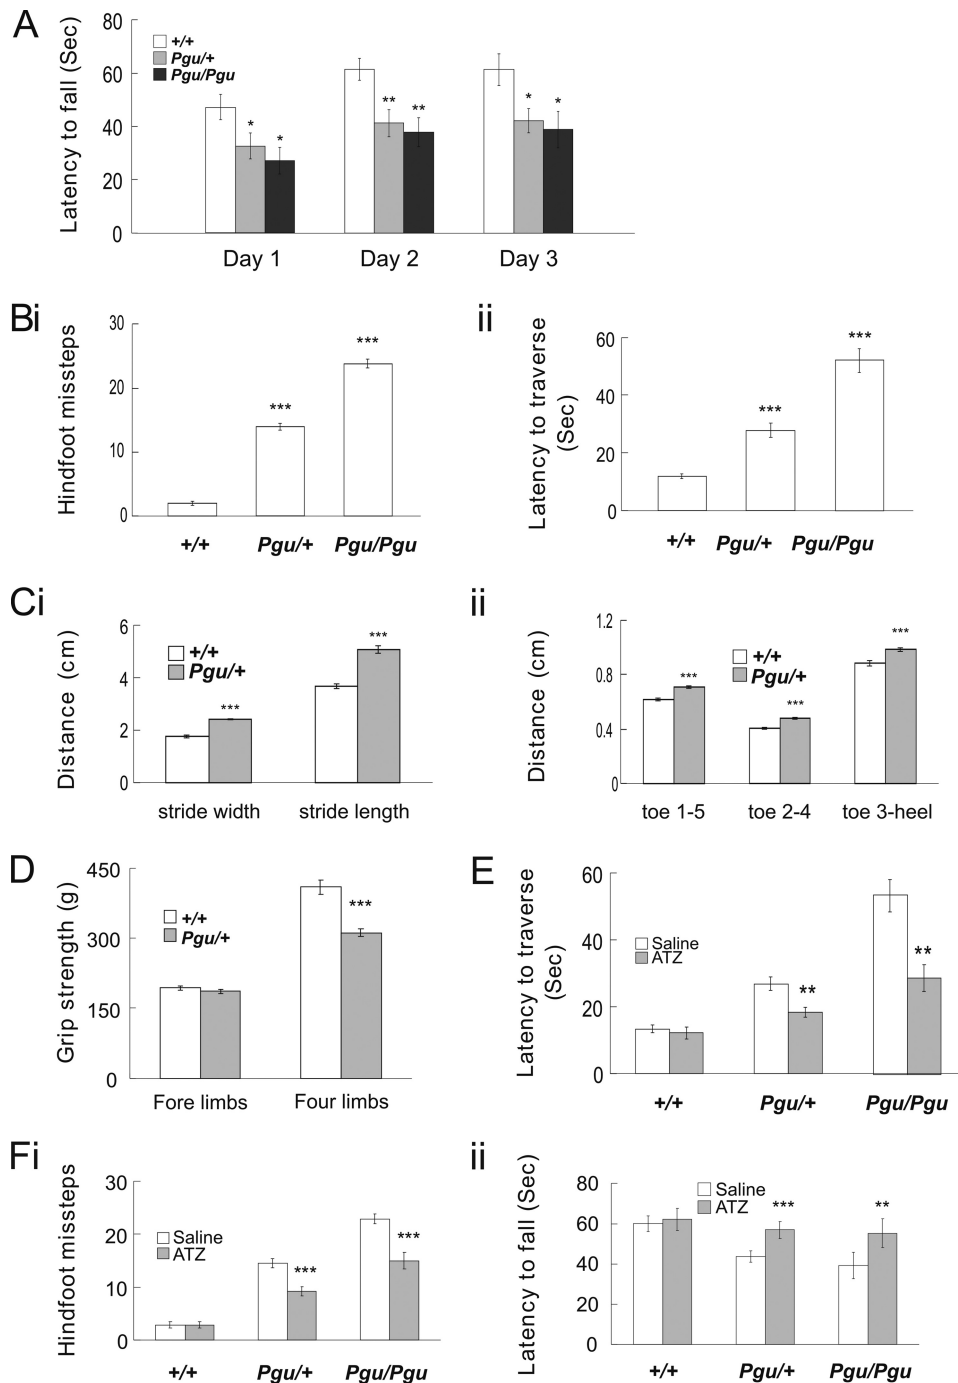 A
Latency to fall (Sec)
80
60
40
20
0
+/+
Pgu/+
Pgu/Pgu
* *
** **
* *
Day 1 Day 2 Day 3
Bi
Hindfoot missteps
30
20
10
0
***
***
+/+ Pgu/+ Pgu/Pgu
ii
Latency to traverse
(Sec)
60
40
20
0
***
***
+/+ Pgu/+ Pgu/Pgu
Ci
Distance (cm)
6
4
2
0
+/+
Pgu/+
***
***
stride width stride length
ii
Distance (cm)
1.2
0.8
0.4
0
+/+
Pgu/+
***
***
***
toe 1-5 toe 2-4 toe 3-heel
D
Grip strength (g)
450
300
150
0
+/+
Pgu/+
***
Fore limbs Four limbs
E
Latency to traverse
(Sec)
60
40
20
0
Saline
ATZ
**
**
+/+ Pgu/+ Pgu/Pgu
Fi
Hindfoot missteps
30
20
10
0
Saline
ATZ
***
***
+/+ Pgu/+ Pgu/Pgu
ii
Latency to fall (Sec)
80
60
40
20
0
Saline
ATZ
*** **
+/+ Pgu/+ Pgu/Pgu